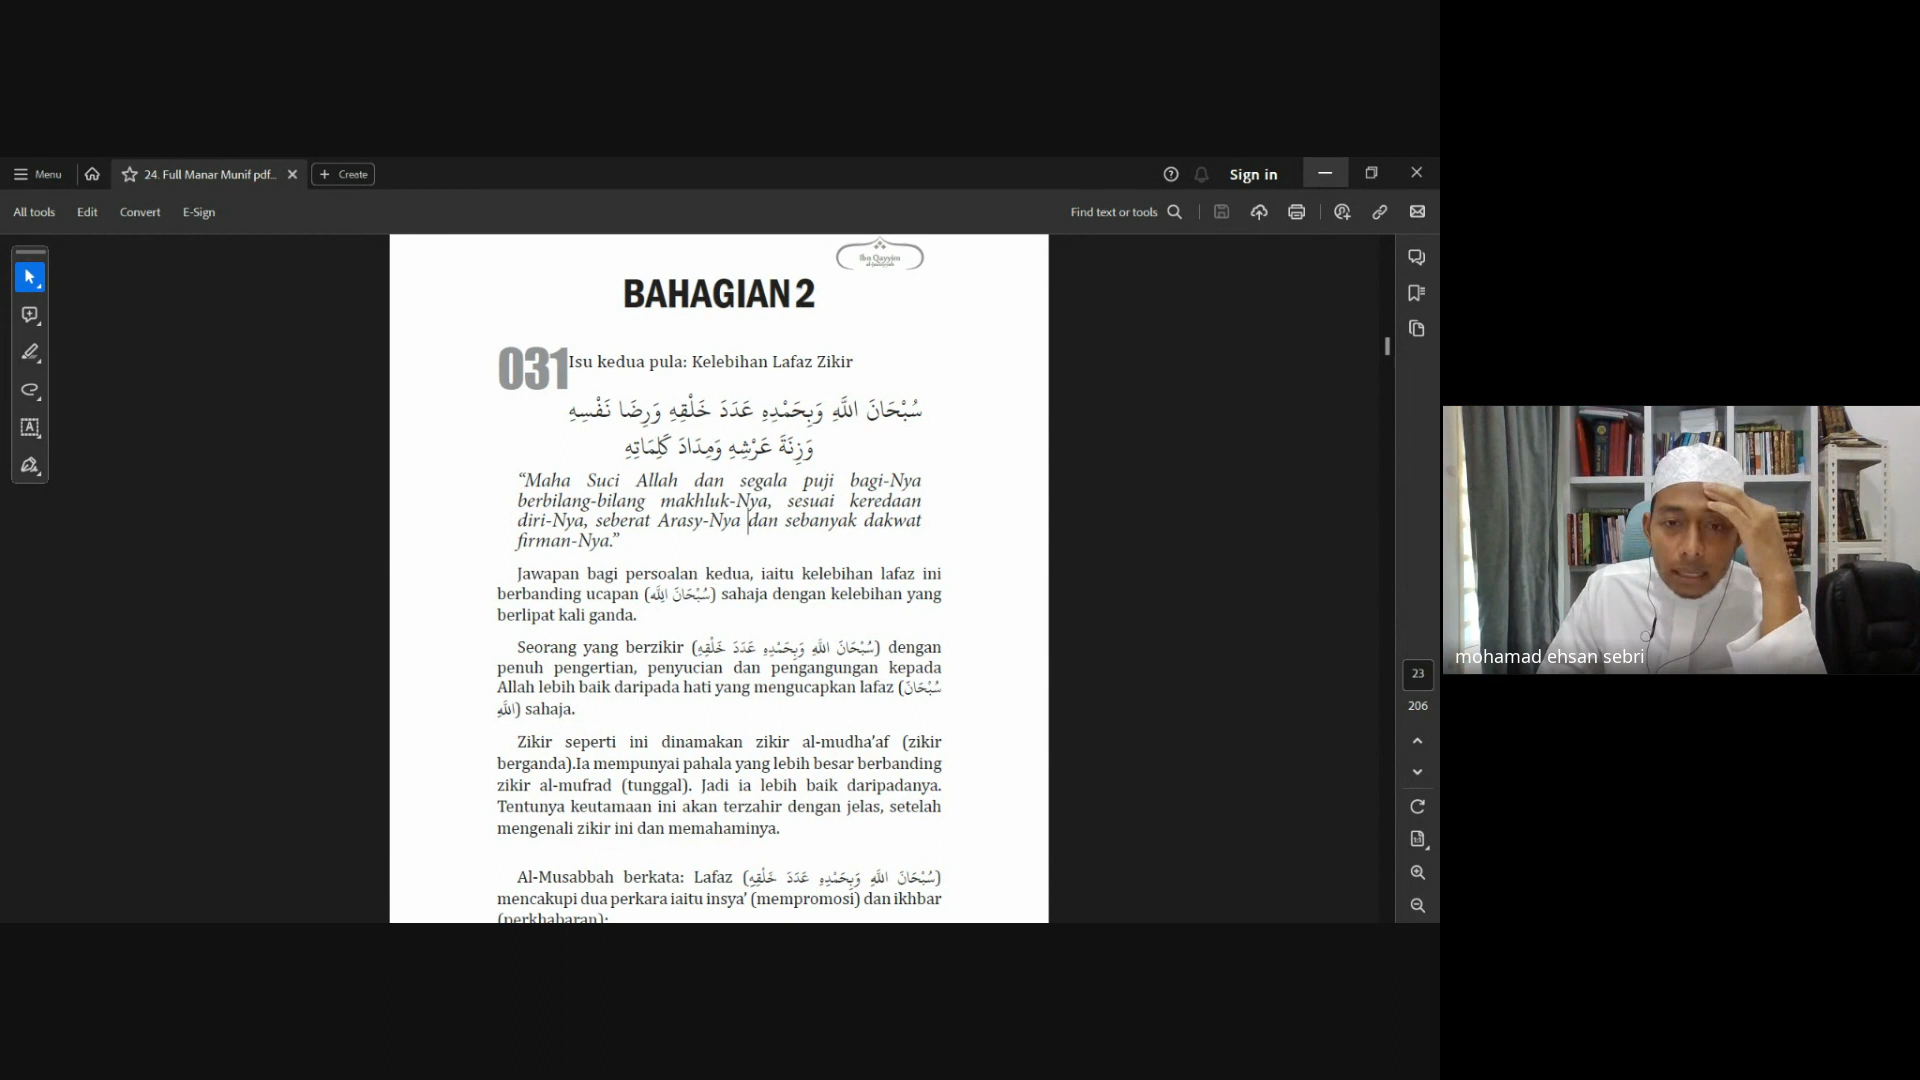 Menu
24. Full Manar Munif pdf...
Create
Sign in
All tools
Edit
Convert
E-Sign
Find text or tools
Ibn Qayyim
BAHAGIAN 2
031 Isu kedua pula: Kelebihan Lafaz Zikir
سُبْحَانَ اللَّهِ وَبِحَمْدِهِ عَدَدَ خَلْقِهِ وَرِضَا نَفْسِهِ
وَزِنَةَ عَرْشِهِ وَمِدَادَ كَلِمَاتِهِ
“Maha Suci Allah dan segala puji bagi-Nya
berbilang-bilang makhluk-Nya, sesuai keredaan
diri-Nya, seberat Arasy-Nya dan sebanyak dakwat
firman-Nya.”
Jawapan bagi persoalan kedua, iaitu kelebihan lafaz ini
berbanding ucapan (سُبْحَانَ اللَّه) sahaja dengan kelebihan yang
berlipat kali ganda.
Seorang yang berzikir (سُبْحَانَ اللَّهِ وَبِحَمْدِهِ عَدَدَ خَلْقِهِ) dengan
penuh pengertian, penyucian dan pengangungan kepada
Allah lebih baik daripada hati yang mengucapkan lafaz (سُبْحَانَ
اللَّهِ) sahaja.
Zikir seperti ini dinamakan zikir al-mudha’af (zikir
berganda).Ia mempunyai pahala yang lebih besar berbanding
zikir al-mufrad (tunggal). Jadi ia lebih baik daripadanya.
Tentunya keutamaan ini akan terzahir dengan jelas, setelah
mengenali zikir ini dan memahaminya.
Al-Musabbah berkata: Lafaz (سُبْحَانَ اللَّهِ وَبِحَمْدِهِ عَدَدَ خَلْقِهِ)
mencakupi dua perkara iaitu insya’ (mempromosi) dan ikhbar
(perkhabaran):
23
206
mohamad ehsan sebri